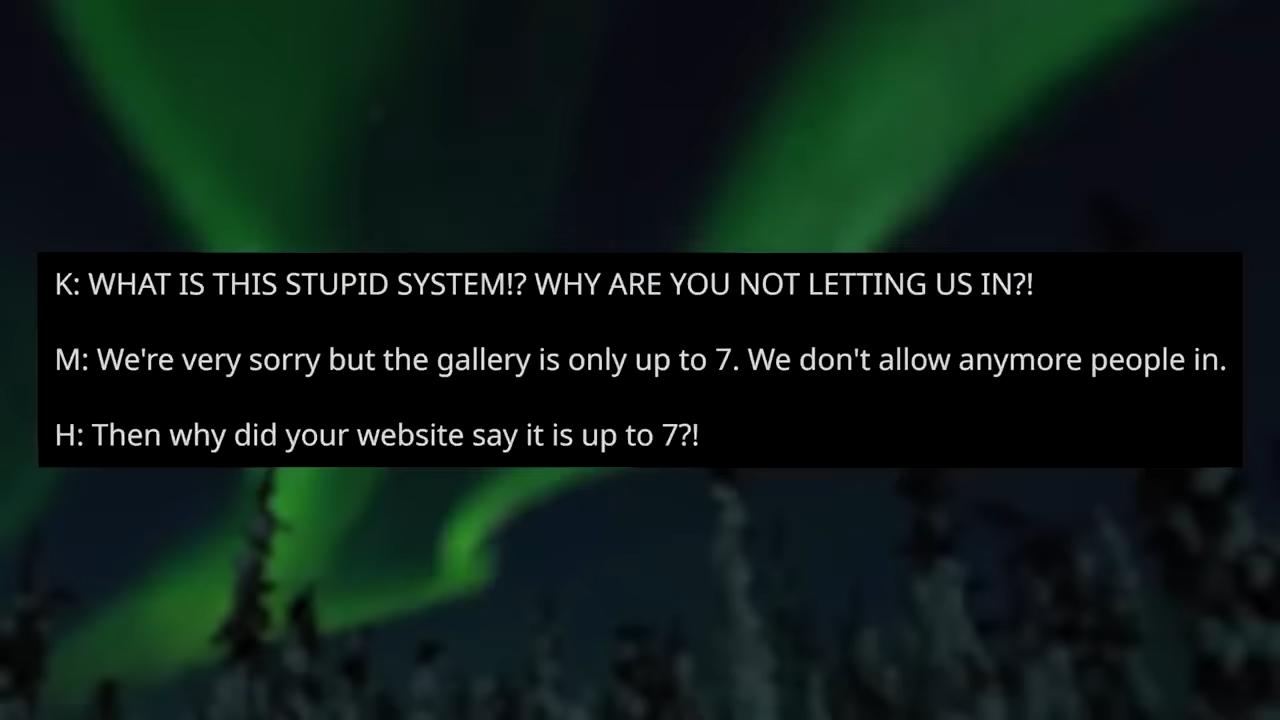 K: WHAT IS THIS STUPID SYSTEM!? WHY ARE YOU NOT LETTING US IN?!
M: We're very sorry but the gallery is only up to 7. We don't allow anymore people in.
H: Then why did your website say it is up to 7?!